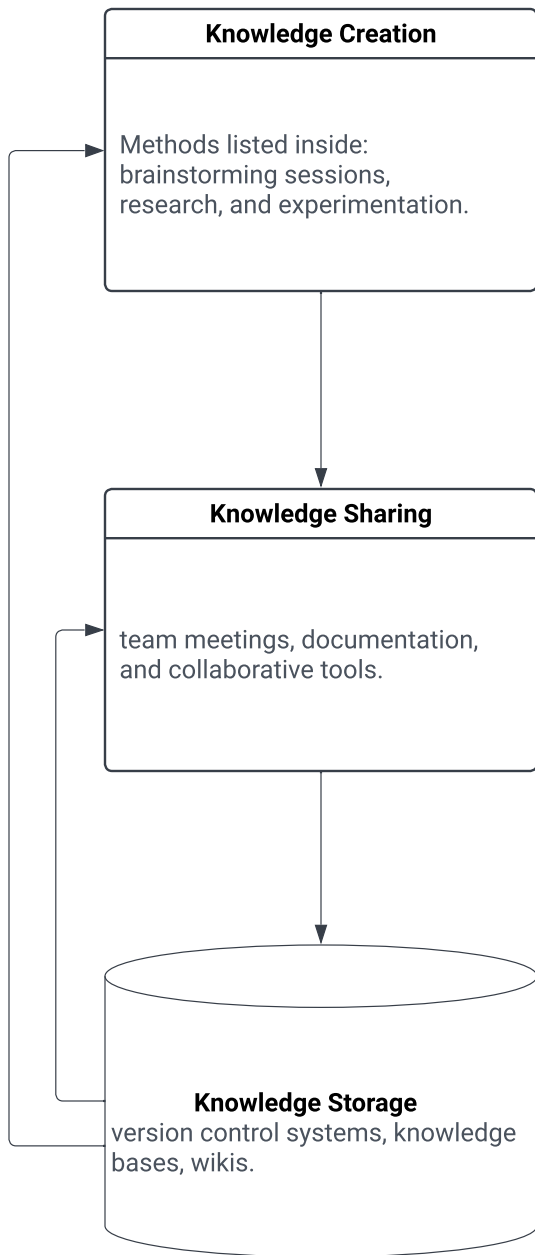 Knowledge Creation
Methods listed inside:
brainstorming sessions,
research, and experimentation.
Knowledge Sharing
team meetings, documentation,
and collaborative tools.
Knowledge Storage
version control systems, knowledge
bases, wikis.